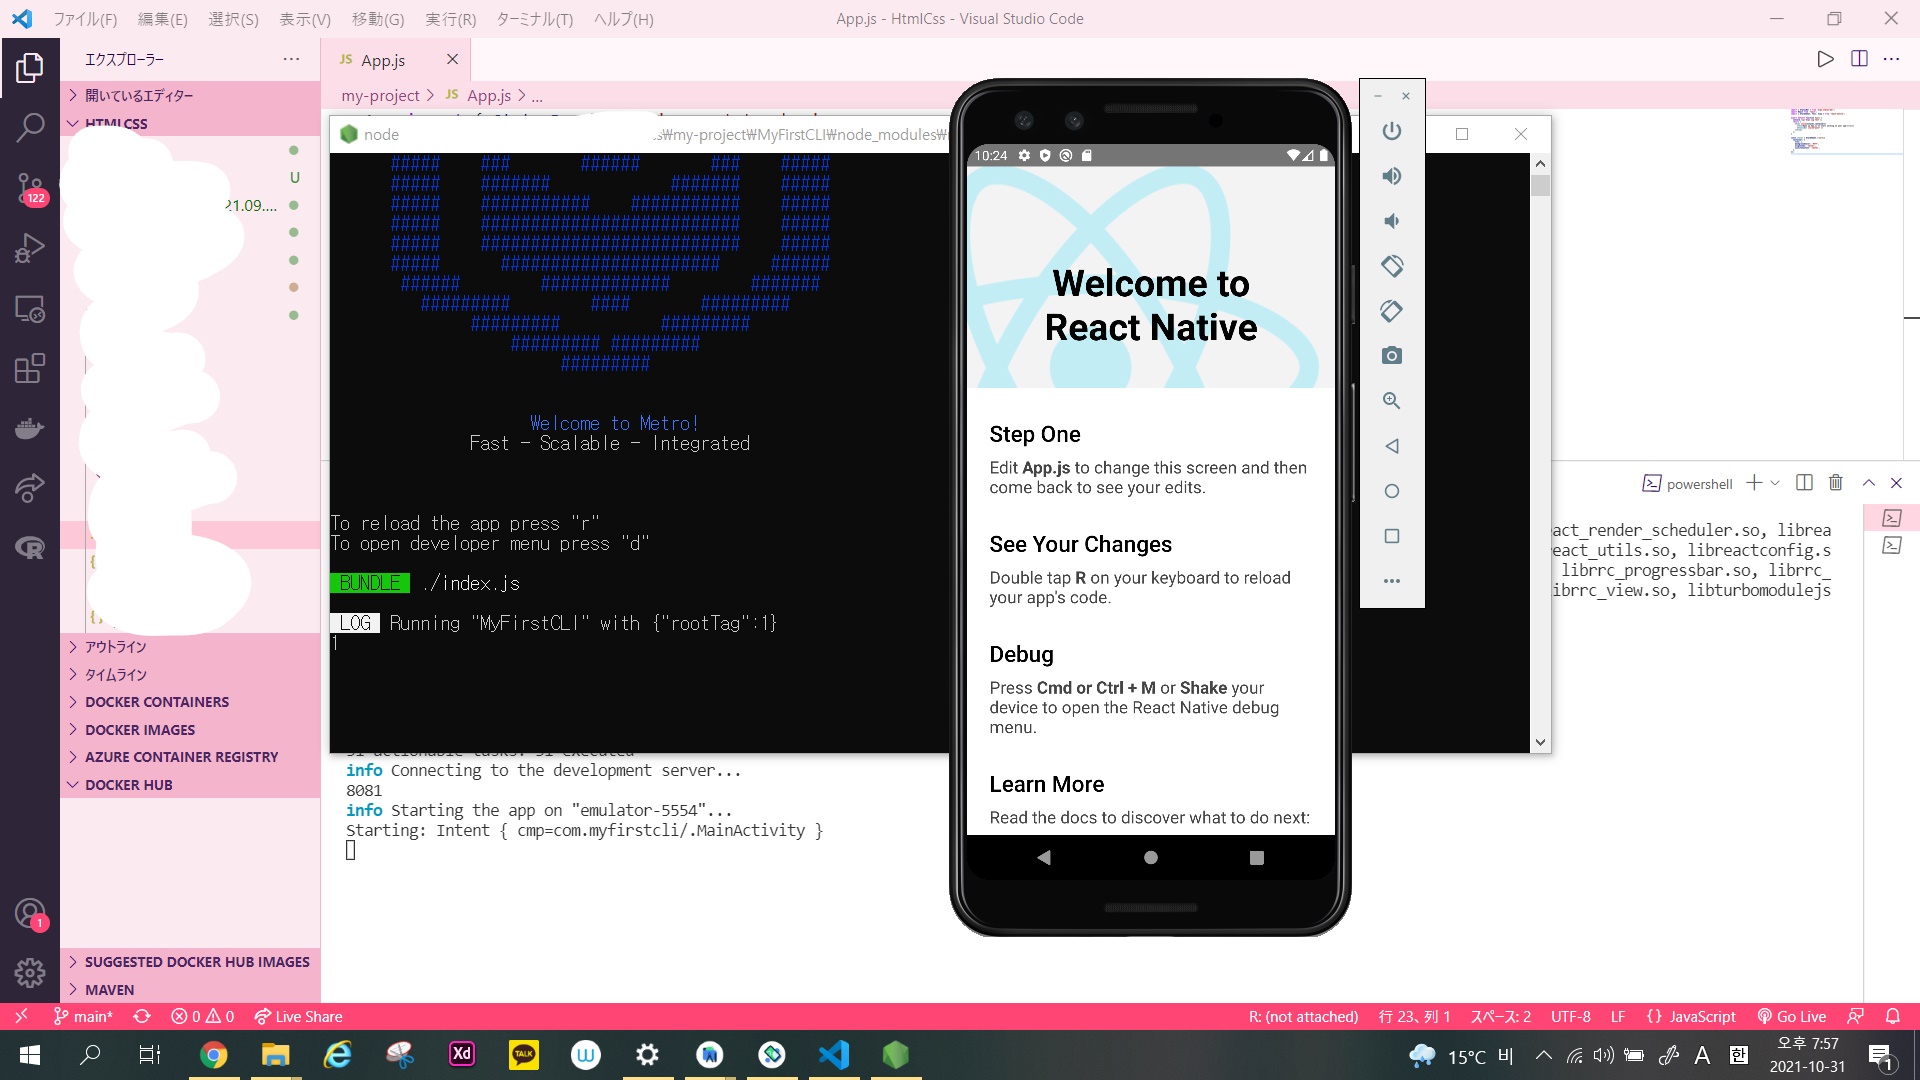 ファイル(F) 編集(E) 選択(S) 表示(V) 移動(G) 実行(R) ターミナル(T) ヘルプ(H)
App.js - HtmlCss - Visual Studio Code
エクスプローラー
JS App.js
開いているエディター
my-project > JS App.js > ...
HTMLCSS
U
21.09....
122
node
₩my-project₩MyFirstCLI₩node_modules₩
##### ### ###### ### #####
##### ####### ####### #####
##### ########### ########### #####
##### ########################## #####
##### ########################## #####
##### ###################### ######
###### ############# #######
######### #### #########
######### #########
######### #########
#########
Welcome to Metro!
Fast - Scalable - Integrated
To reload the app press "r"
To open developer menu press "d"
BUNDLE ./index.js
LOG Running "MyFirstCLI" with {"rootTag":1}
10:24
Welcome to
React Native
Step One
Edit App.js to change this screen and then
come back to see your edits.
See Your Changes
Double tap R on your keyboard to reload
your app's code.
Debug
Press Cmd or Ctrl + M or Shake your
device to open the React Native debug
menu.
Learn More
Read the docs to discover what to do next:
powershell
act_render_scheduler.so, librea
eact_utils.so, libreactconfig.s
librrc_progressbar.so, librrc_
ibrrc_view.so, libturbomodulejs
info Connecting to the development server...
8081
info Starting the app on "emulator-5554"...
Starting: Intent { cmp=com.myfirstcli/.MainActivity }
アウトライン
タイムライン
DOCKER CONTAINERS
DOCKER IMAGES
AZURE CONTAINER REGISTRY
DOCKER HUB
1
SUGGESTED DOCKER HUB IMAGES
MAVEN
main* 0 0 Live Share
R: (not attached) 行 23、列 1 スペース: 2 UTF-8 LF {} JavaScript Go Live
Xd
TALK
15°C 비
A 한
오후 7:57
2021-10-31
1